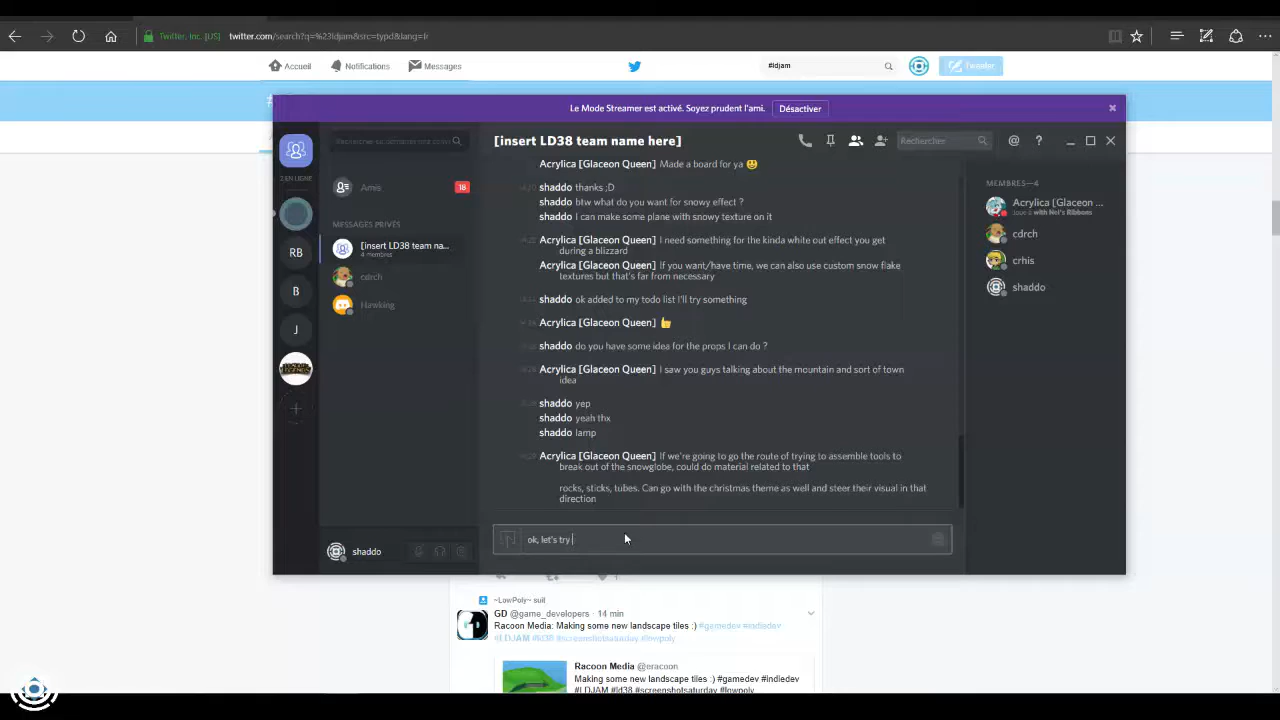 Twitter, Inc. [US]
twitter.com/search?q=%23ldjam&src=typd&lang=f
Accueil
Notifications
Messages
#ldjam
Tweeter
Le Mode Streamer est activé. Soyez prudent l'ami.
Désactiver
[insert LD38 team name here]
Rechercher
2 EN LIGNE
Amis
18
MESSAGES PRIVÉS
[insert LD38 team na...
4 membres
cdrch
Hawking
RB
B
J
Acrylica [Glaceon Queen] Made a board for ya
shaddo thanks ;D
shaddo btw what do you want for snowy effect ?
shaddo I can make some plane with snowy texture on it
Acrylica [Glaceon Queen] I need something for the kinda white out effect you get
during a blizzard
Acrylica [Glaceon Queen] If you want/have time, we can also use custom snow flake
textures but that's far from necessary
shaddo ok added to my todo list I'll try something
Acrylica [Glaceon Queen]
shaddo do you have some idea for the props I can do ?
Acrylica [Glaceon Queen] I saw you guys talking about the mountain and sort of town
idea
shaddo yep
shaddo yeah thx
shaddo lamp
Acrylica [Glaceon Queen] If we're going to go the route of trying to assemble tools to
break out of the snowglobe, could do material related to that
rocks, sticks, tubes. Can go with the christmas theme as well and steer their visual in that
direction
ok, let's try
shaddo
MEMBRES—4
Acrylica [Glaceon ...
Joue à with Nei's Ribbons
cdrch
crhis
shaddo
~LowPoly~ suit
GD @game_developers · 14 min
Racoon Media: Making some new landscape tiles :) #gamedev #indiedev
#LDJAM #ld38 #screenshotsaturday #lowpoly
Racoon Media @eracoon
Making some new landscape tiles :) #gamedev #indiedev
#LDJAM #ld38 #screenshotsaturday #lowpoly